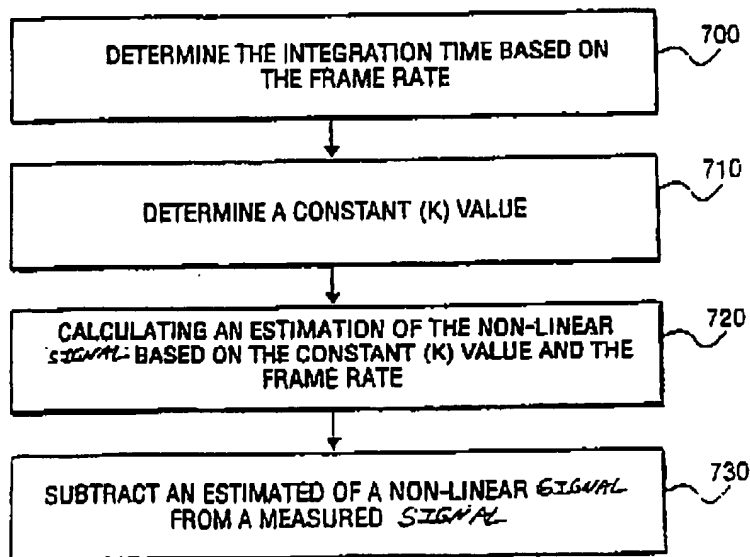 DETERMINE THE INTEGRATION TIME BASED ON
THE FRAME RATE
700
DETERMINE A CONSTANT (K) VALUE
710
CALCULATING AN ESTIMATION OF THE NON-LINEAR
SIGNAL BASED ON THE CONSTANT (K) VALUE AND THE
FRAME RATE
720
SUBTRACT AN ESTIMATED OF A NON-LINEAR SIGNAL
FROM A MEASURED SIGNAL
730